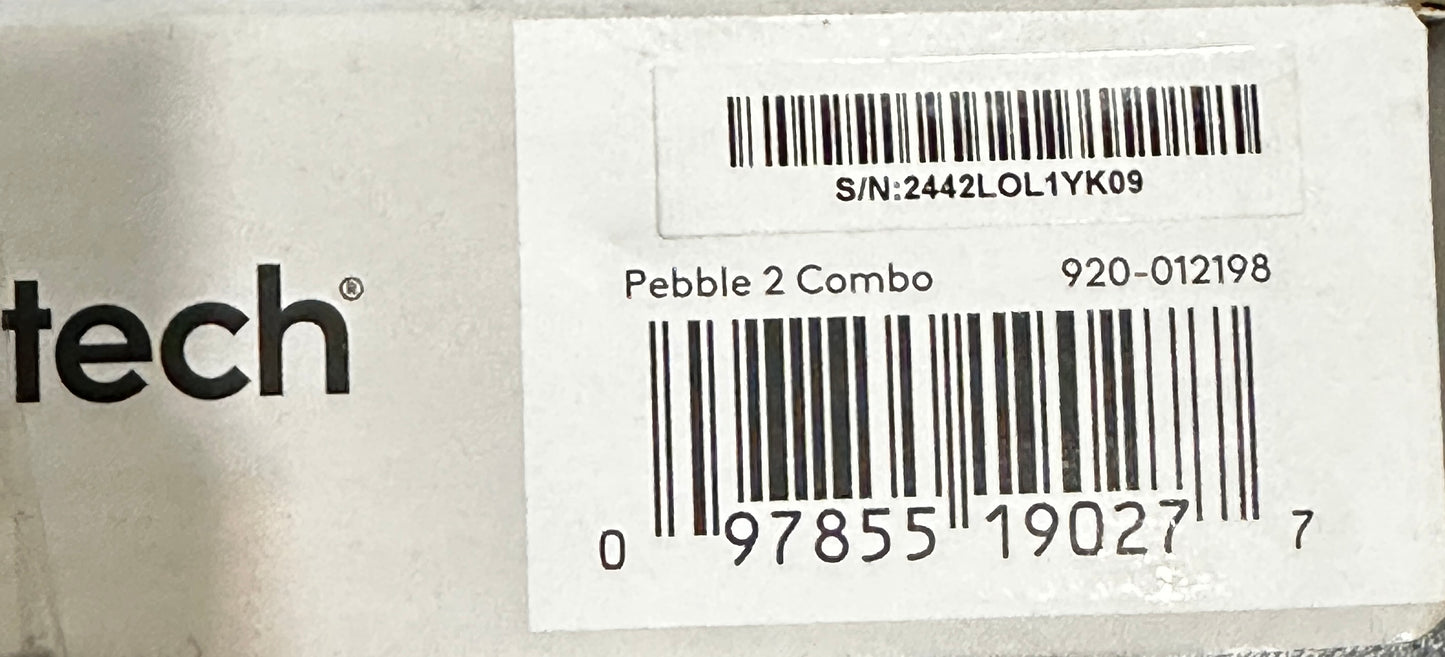 tech®
S/N:2442LOL1YK09
Pebble 2 Combo 920-012198
0 97855 19027 7